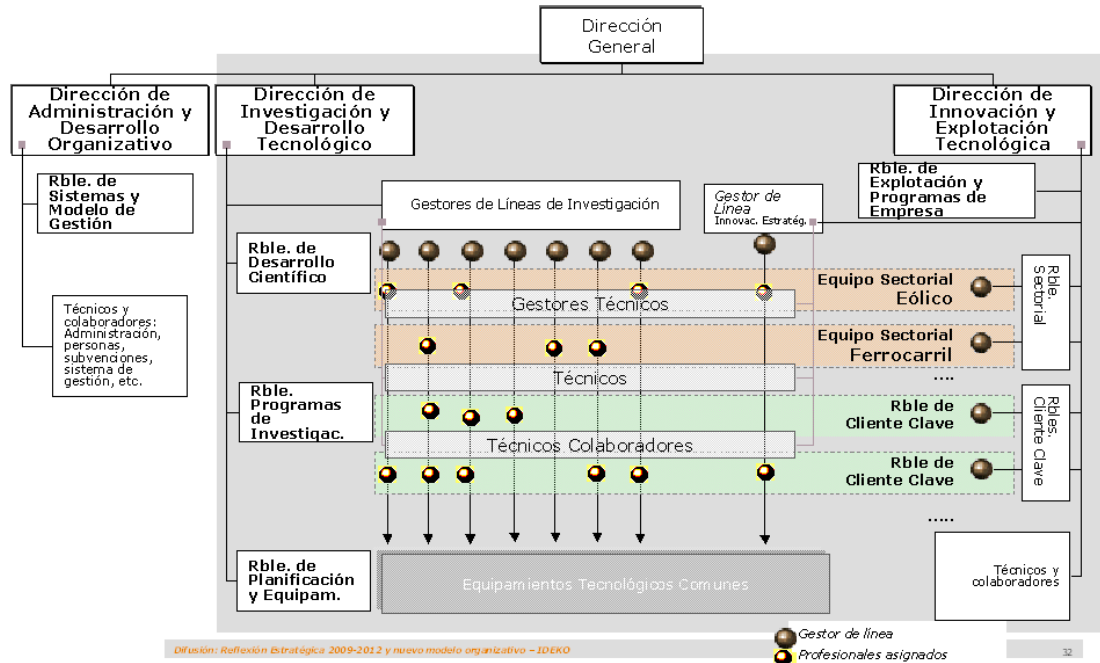 Dirección
General
Dirección de
Administración y
Desarrollo
Organizativo
Dirección de
Investigación y
Desarrollo
Tecnológico
Dirección de
Innovación y
Explotación
Tecnológica
Rble. de
Sistemas y
Modelo de
Gestión
Gestores de Líneas de Investigación
Gestor de
Línea
Innovac. Estratég.
Rble. de
Explotación y
Programas de
Empresa
Rble. de
Desarrollo
Científico
Equipo Sectorial
Eólico
Rble.
Sectorial
Gestores Técnicos
Técnicos y
colaboradores:
Administración,
personas,
subvenciones,
sistema de
gestión, etc.
Equipo Sectorial
Ferrocarril
....
Técnicos
Rble.
Programas
de
Investigac.
Rble de
Cliente Clave
Rbles.
Cliente Clave
Técnicos Colaboradores
Rble de
Cliente Clave
.....
Rble. de
Planificación
y Equipam.
Equipamientos Tecnológicos Comunes
Técnicos y
colaboradores
Gestor de línea
Profesionales asignados
Difusión: Reflexión Estratégica 2009-2012 y nuevo modelo organizativo – IDEKO
32